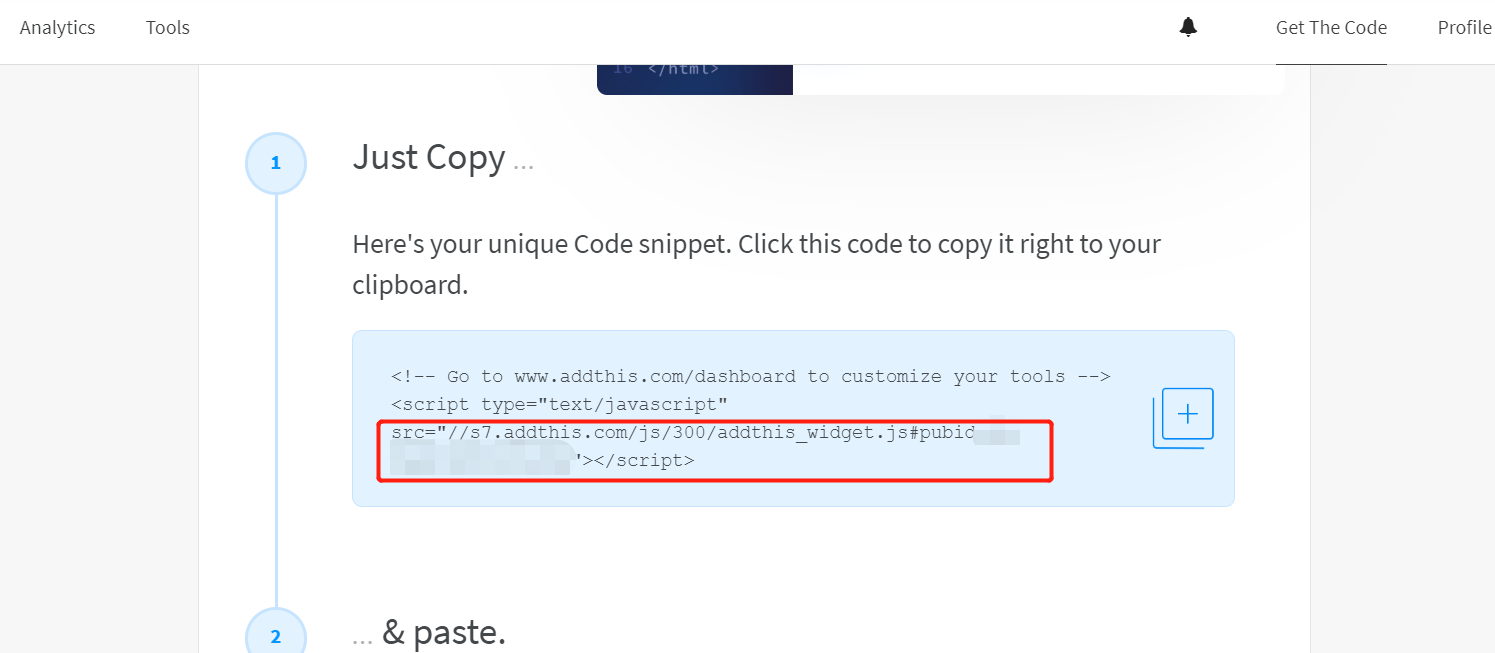 Analytics Tools Get The Code Profile
16 </html>
1 Just Copy ...
Here's your unique Code snippet. Click this code to copy it right to your
clipboard.
<!-- Go to www.addthis.com/dashboard to customize your tools -->
<script type="text/javascript"
src="//s7.addthis.com/js/300/addthis_widget.js#pubid
"></script>
2 ... & paste.